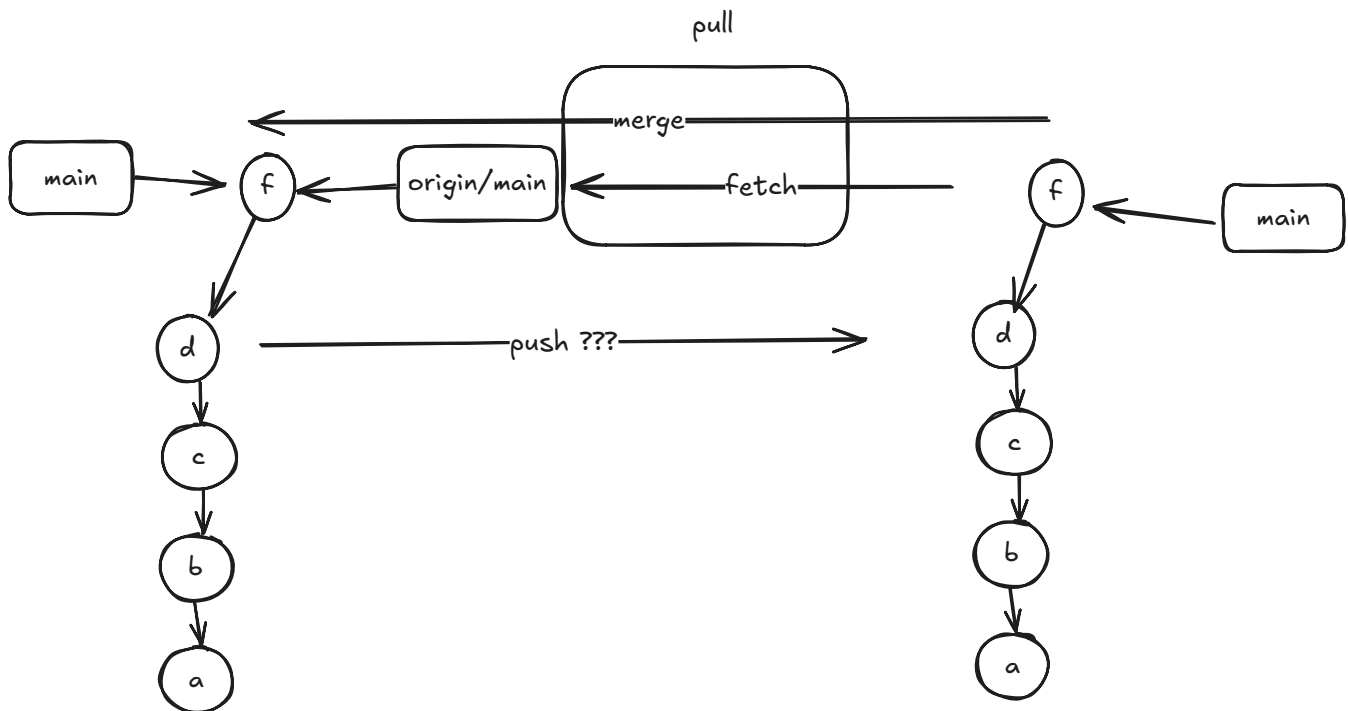 pull
merge
main
f
origin/main
fetch
f
main
d
push ???
d
c
c
b
b
a
a